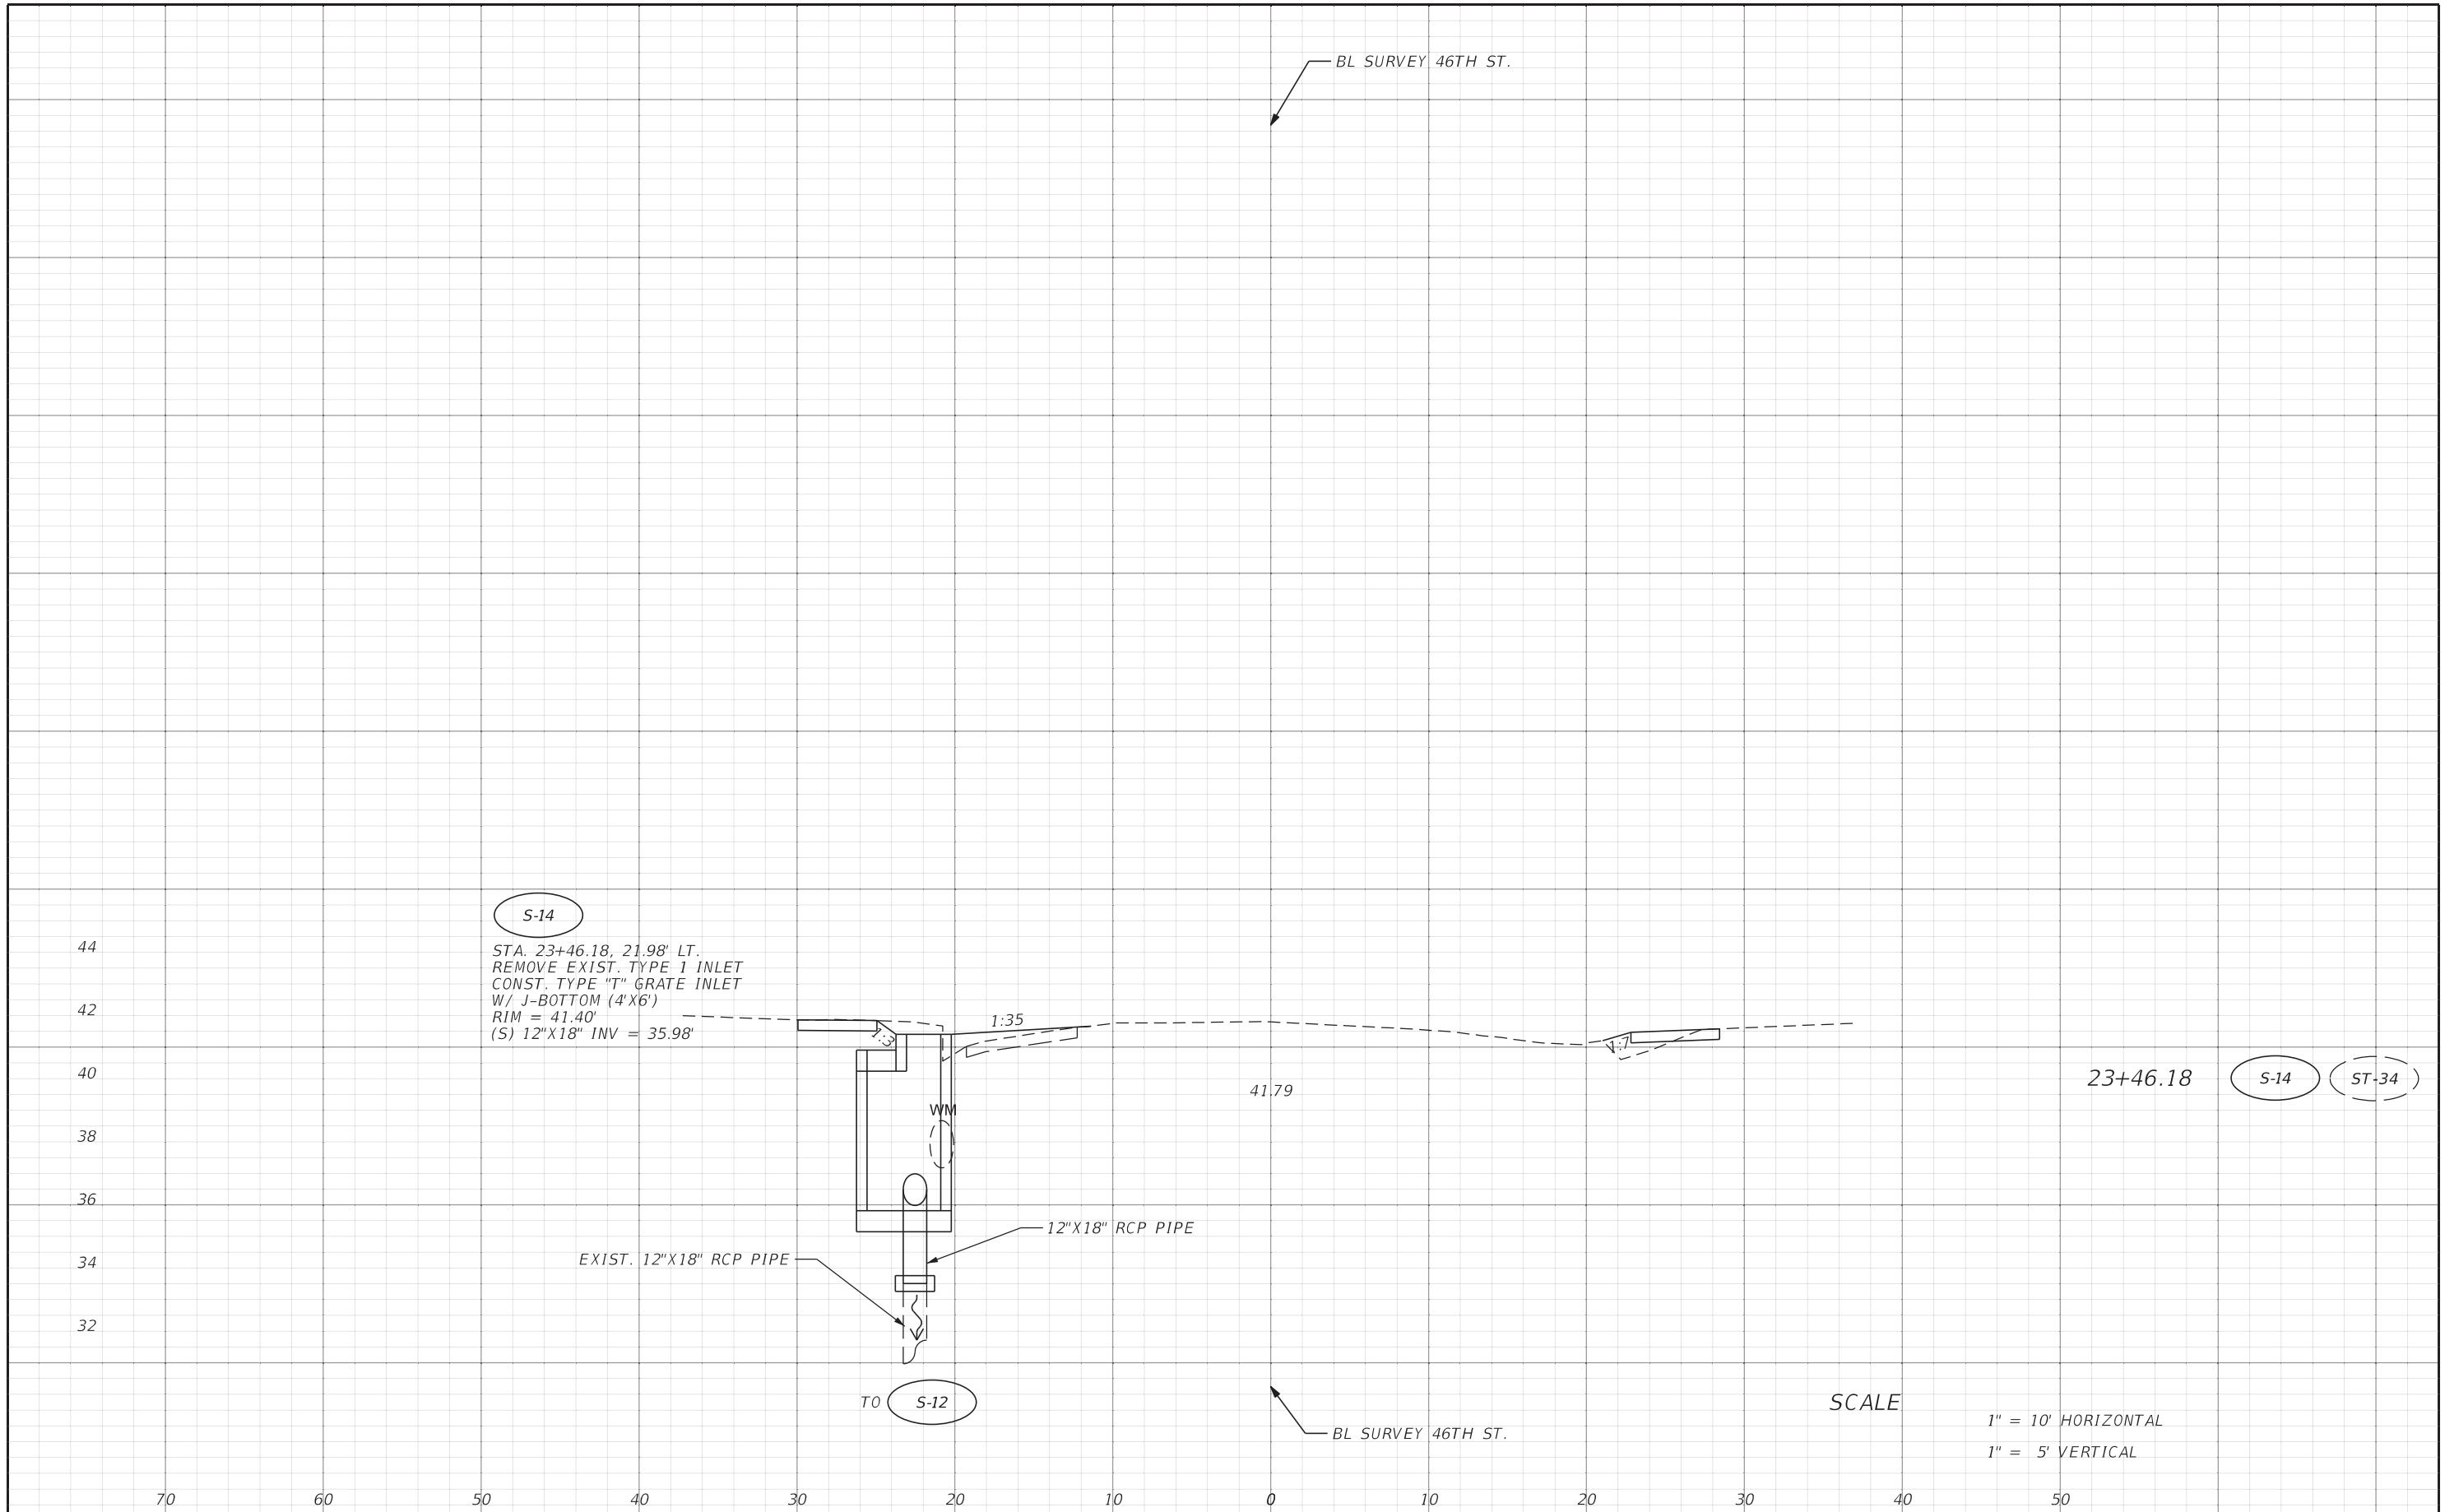 BL SURVEY 46TH ST.
S-14
STA. 23+46.18, 21.98' LT.
REMOVE EXIST. TYPE 1 INLET
CONST. TYPE "T" GRATE INLET
W/ J-BOTTOM (4'X6')
RIM = 41.40'
(S) 12"X18" INV = 35.98'
44
42
40
38
36
34
32
1:3
1:35
1:7
41.79
23+46.18 S-14 ST-34
WM
12"X18" RCP PIPE
EXIST. 12"X18" RCP PIPE
TO S-12
BL SURVEY 46TH ST.
SCALE
1" = 10' HORIZONTAL
1" = 5' VERTICAL
70 60 50 40 30 20 10 0 10 20 30 40 50